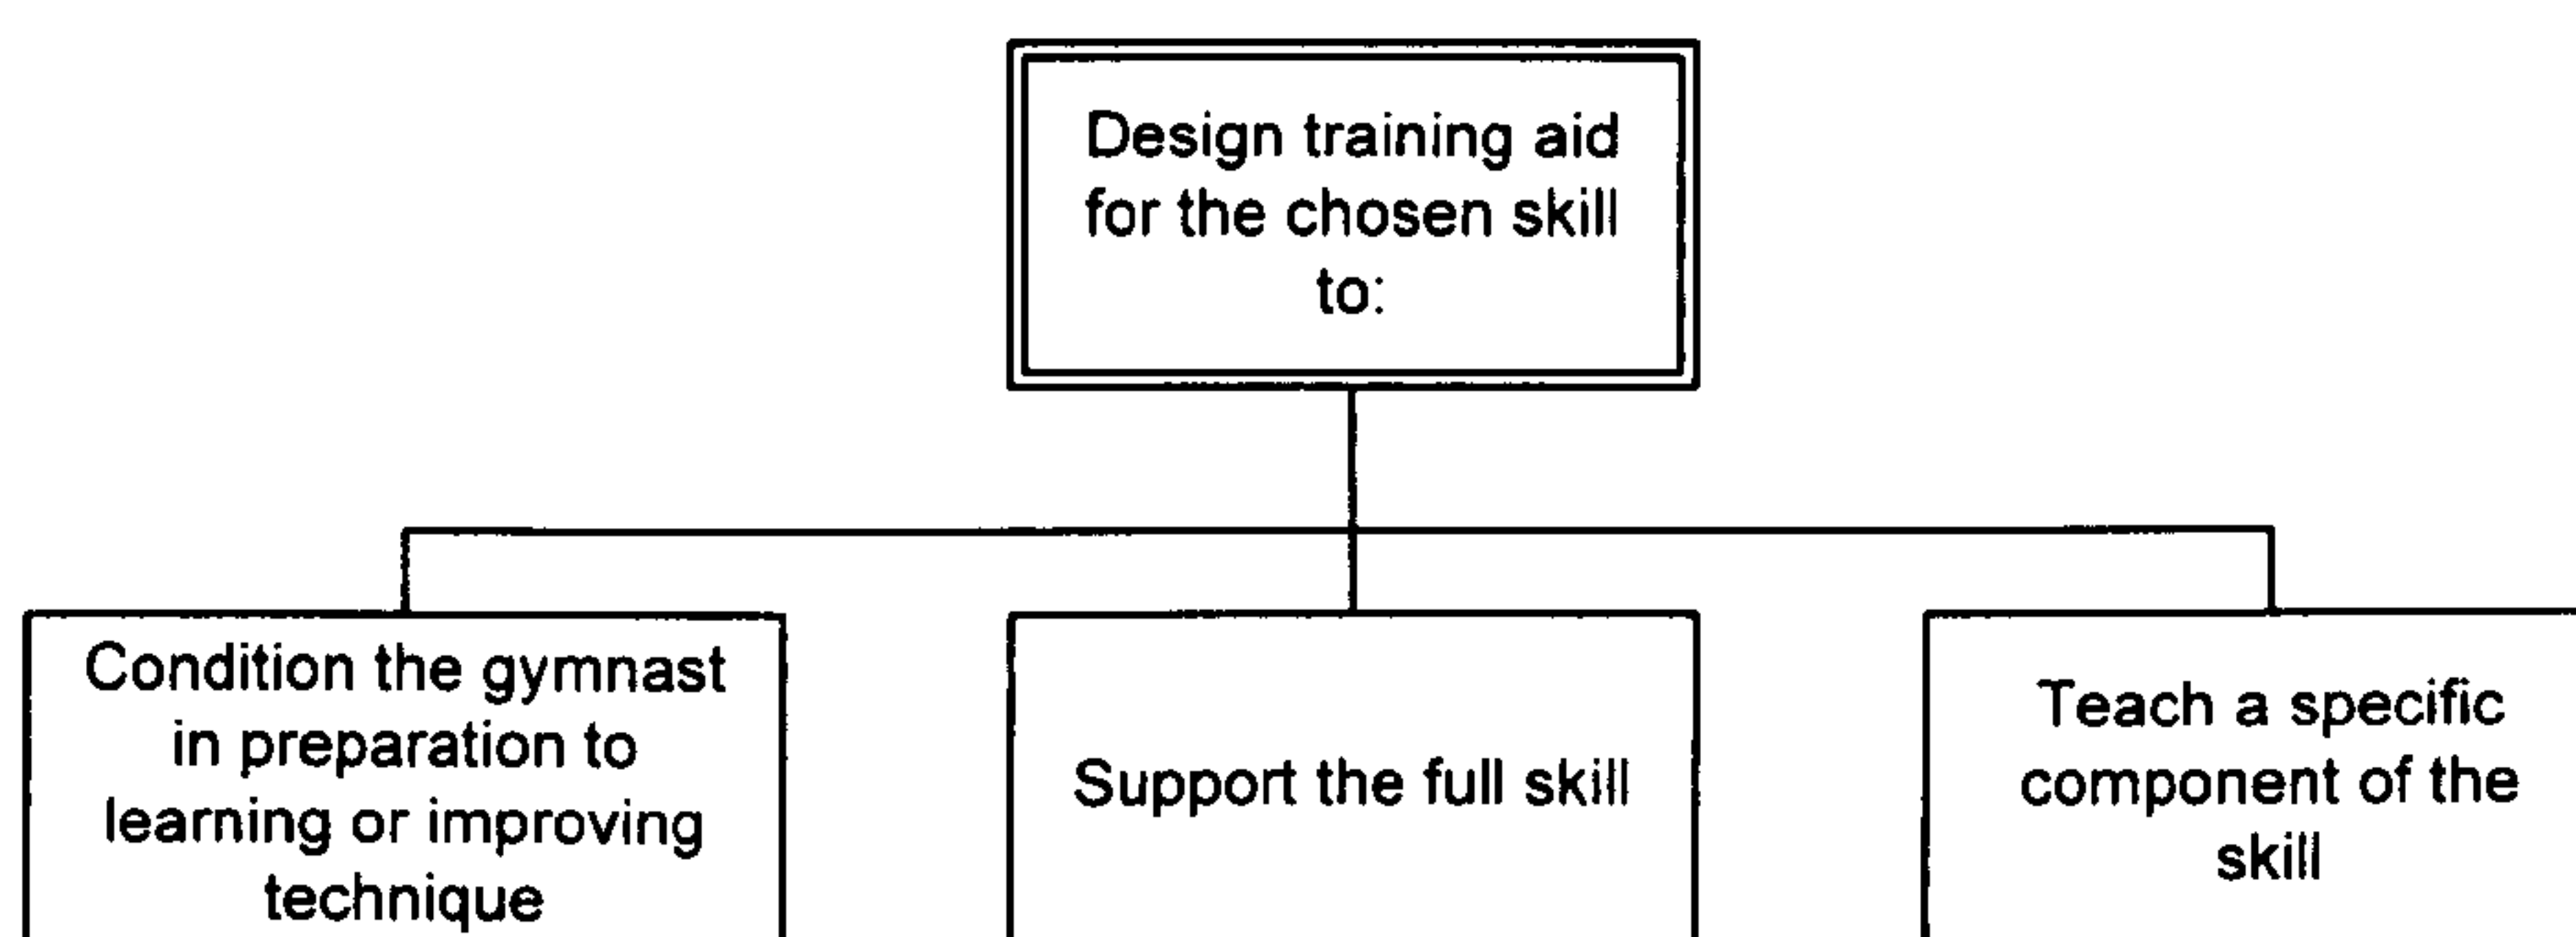 Design training aid
for the chosen skill
to:
Condition the gymnast
in preparation to
learning or improving
technique
Support the full skill
Teach a specific
component of the
skill